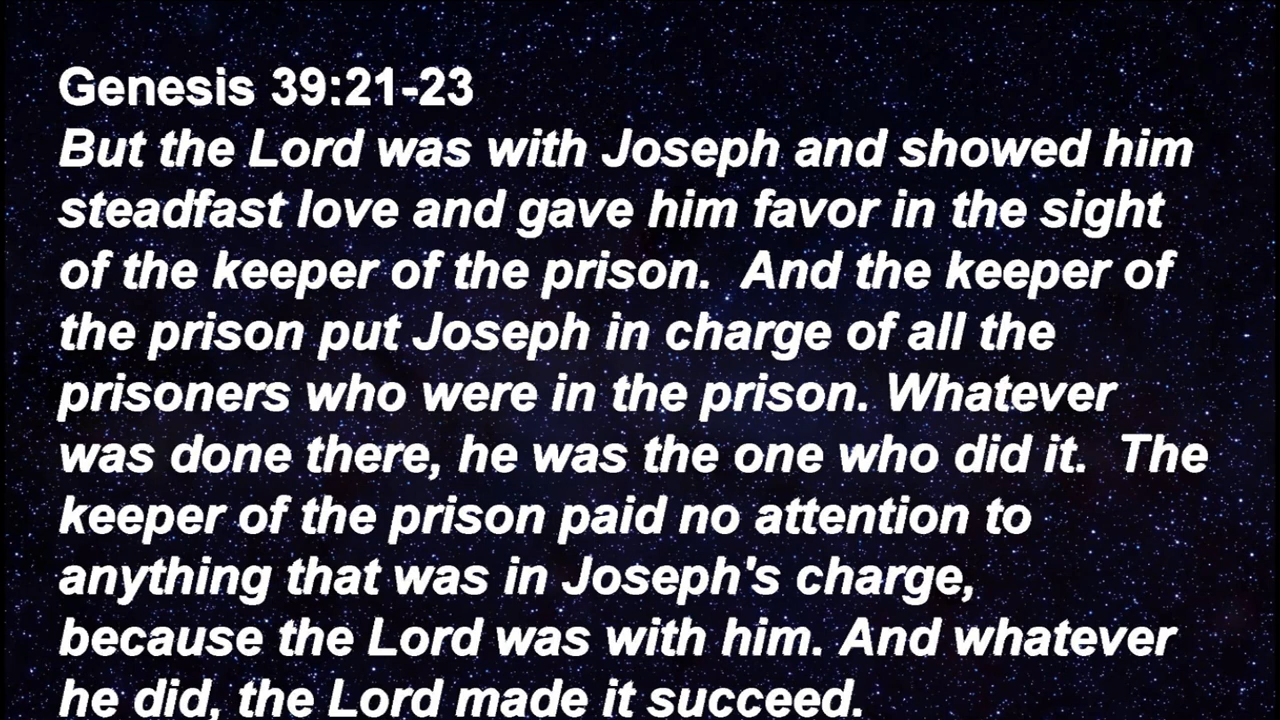 Genesis 39:21-23
But the Lord was with Joseph and showed him
steadfast love and gave him favor in the sight
of the keeper of the prison.  And the keeper of
the prison put Joseph in charge of all the
prisoners who were in the prison. Whatever
was done there, he was the one who did it.  The
keeper of the prison paid no attention to
anything that was in Joseph's charge,
because the Lord was with him. And whatever
he did, the Lord made it succeed.